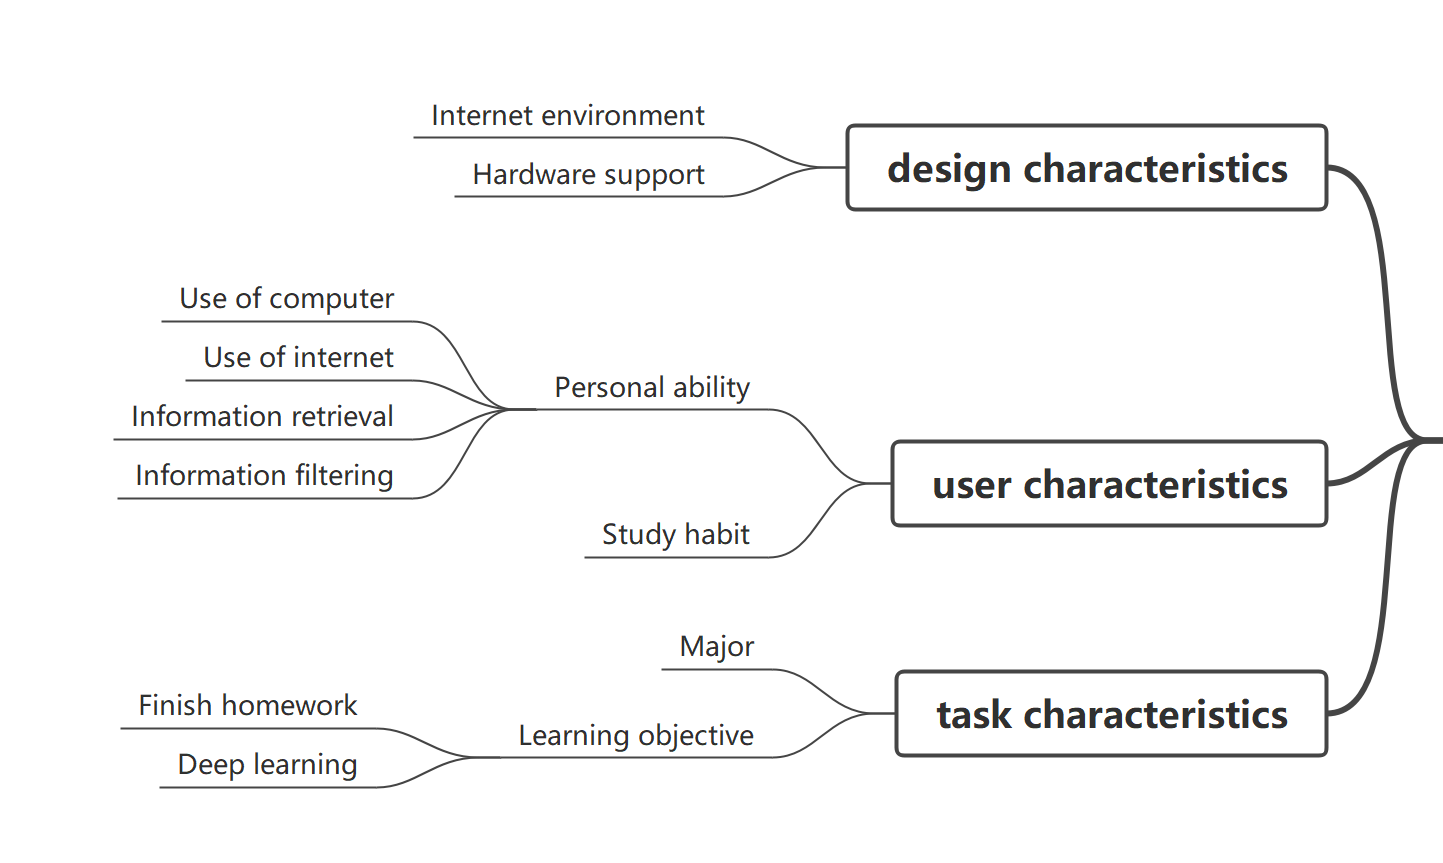 Internet environment
Hardware support
design characteristics
Use of computer
Use of internet
Information retrieval
Information filtering
Personal ability
Study habit
user characteristics
Major
Finish homework
Deep learning
Learning objective
task characteristics